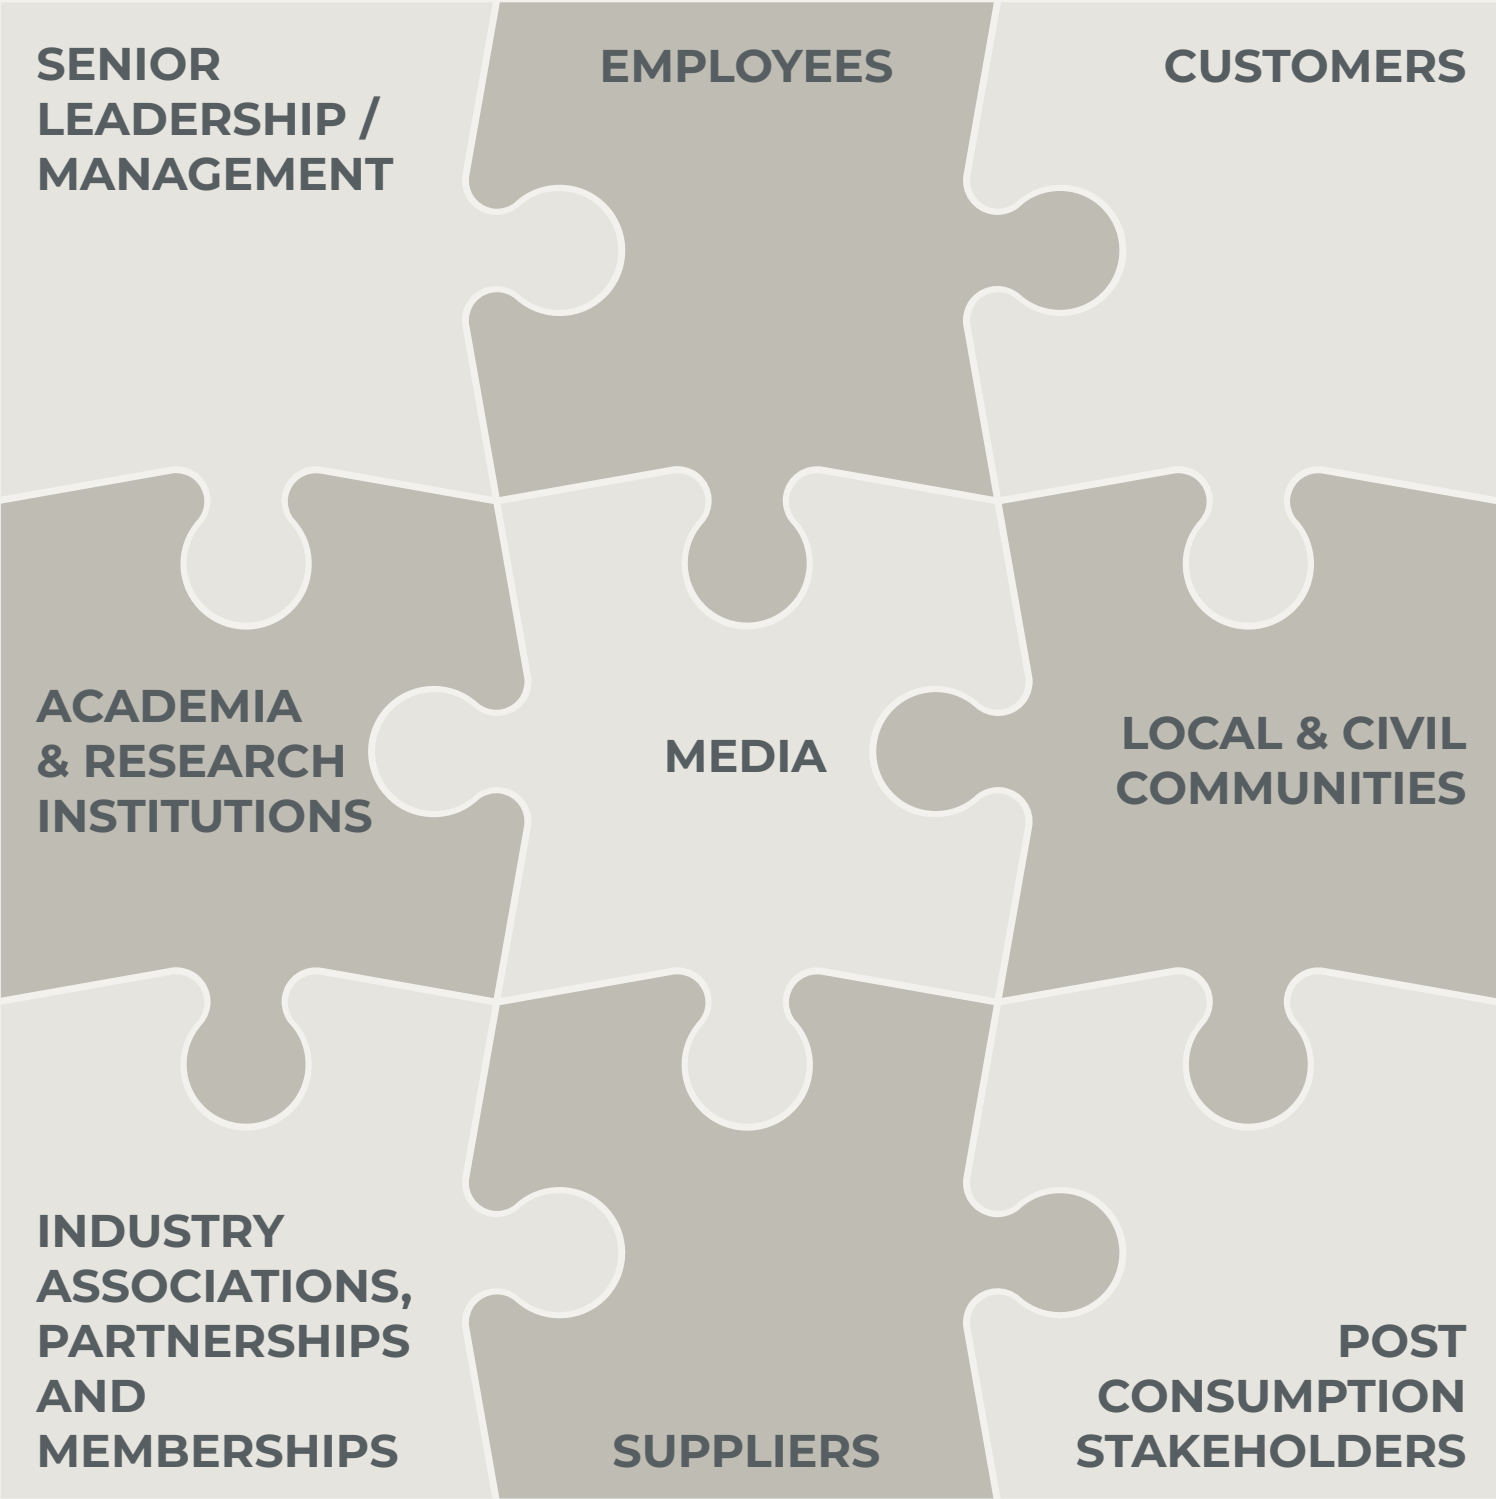 SENIOR
LEADERSHIP /
MANAGEMENT
EMPLOYEES
CUSTOMERS
ACADEMIA
& RESEARCH
INSTITUTIONS
MEDIA
LOCAL & CIVIL
COMMUNITIES
INDUSTRY
ASSOCIATIONS,
PARTNERSHIPS
AND
MEMBERSHIPS
SUPPLIERS
POST
CONSUMPTION
STAKEHOLDERS